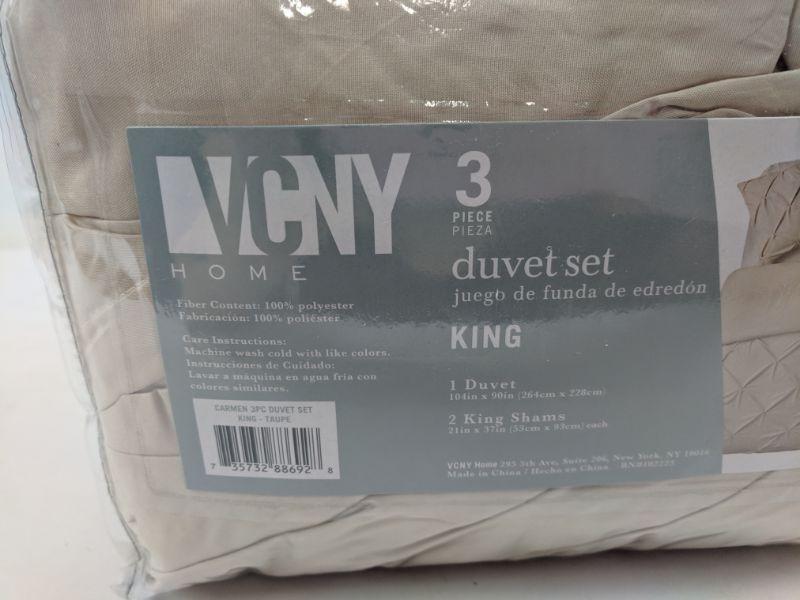 VCNY
HOME
3
PIECE
PIEZA
duvet set
juego de funda de edredón
KING
Fiber Content: 100% polyester
Fabricación: 100% poliéster
Care Instructions:
Machine wash cold with like colors.
Instrucciones de Cuidado:
Lavar a máquina en agua fria con
colores similares.
1 Duvet
104in x 90in (264cm x 228cm)
2 King Shams
21in x 37in (53cm x 93cm) each
CARMEN 3PC DUVET SET
KING - TAUPE
7 35732 88692 8
VCNY Home 295 5th Ave, Suite 206, New York, NY 10016
Made in China / Hecho en China